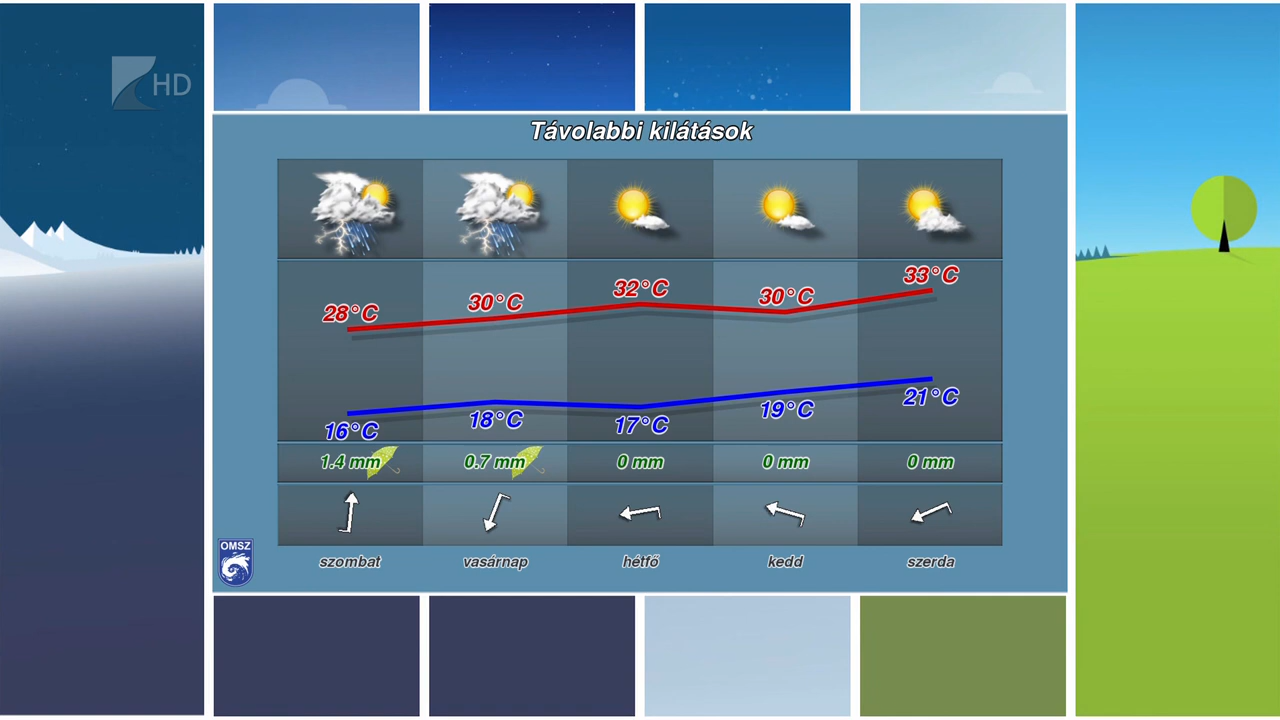 HD
Távolabbi kilátások
28°C 30°C 32°C 30°C 33°C
16°C 18°C 17°C 19°C 21°C
1.4 mm 0.7 mm 0 mm 0 mm 0 mm
OMSZ
szombat vasárnap hétfő kedd szerda